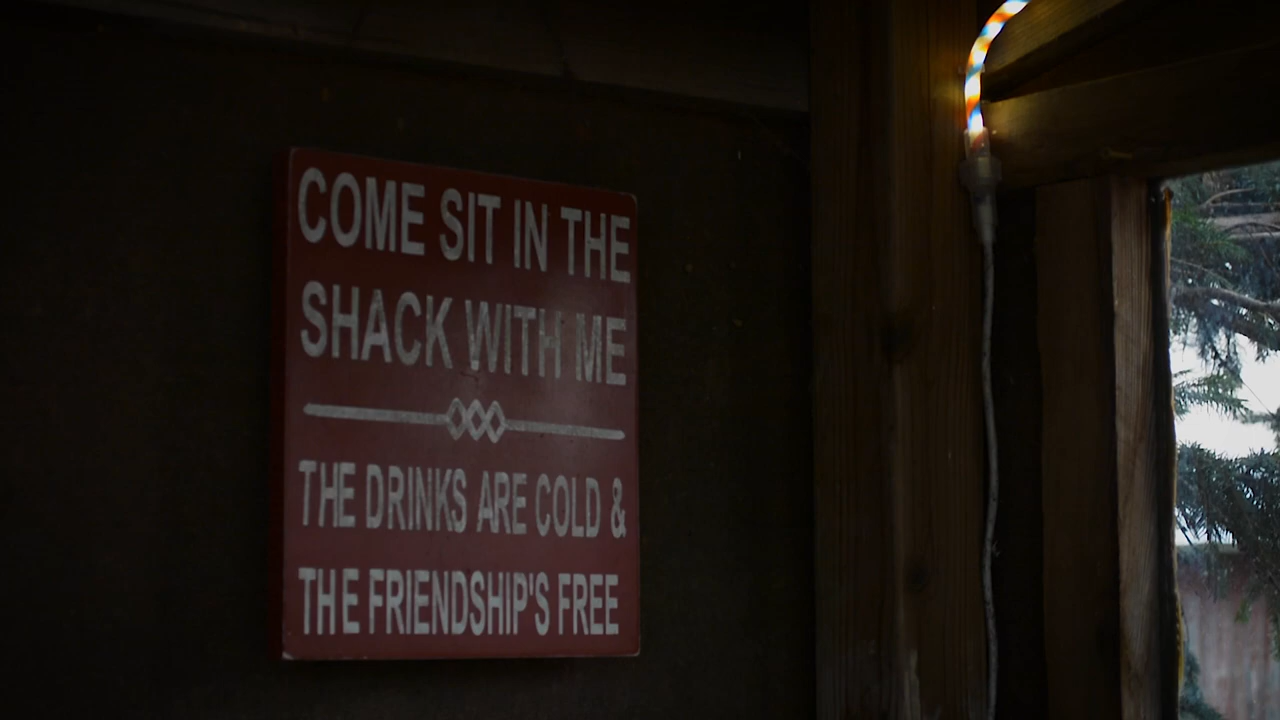 COME SIT IN THE
SHACK WITH ME
THE DRINKS ARE COLD &
THE FRIENDSHIP'S FREE